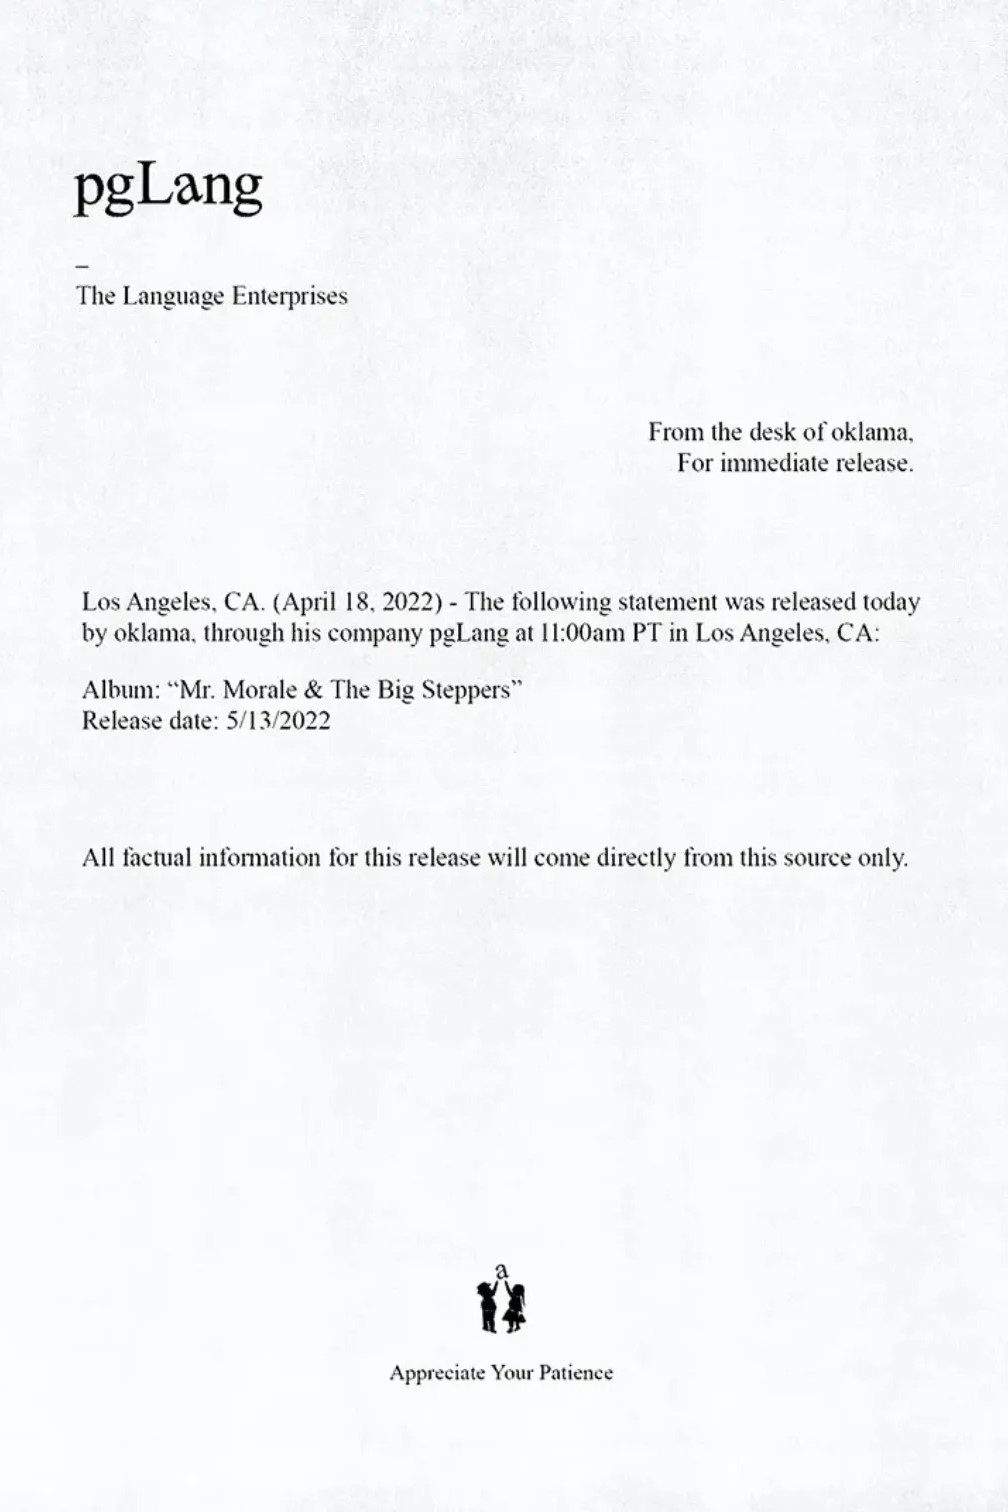 pgLang
–
The Language Enterprises
From the desk of oklama,
For immediate release.
Los Angeles, CA. (April 18, 2022) - The following statement was released today
by oklama, through his company pgLang at 11:00am PT in Los Angeles, CA:
Album: “Mr. Morale & The Big Steppers”
Release date: 5/13/2022
All factual information for this release will come directly from this source only.
a
Appreciate Your Patience